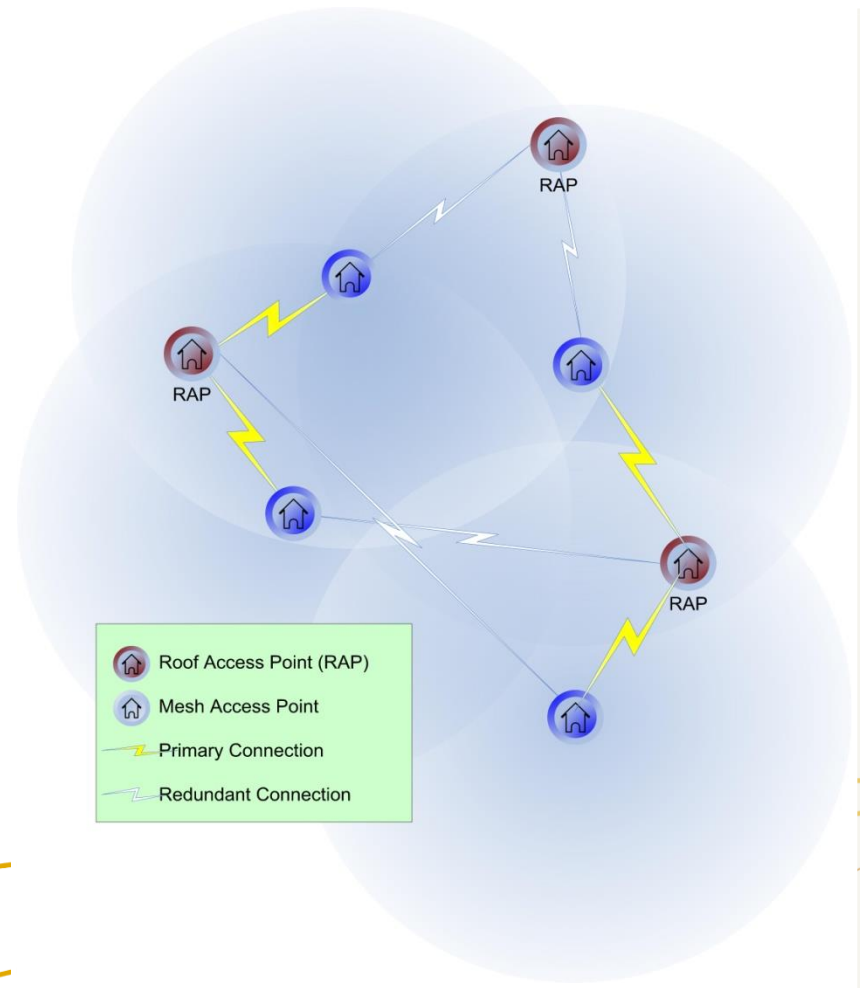 RAP
RAP
RAP
Roof Access Point (RAP)
Mesh Access Point
Primary Connection
Redundant Connection